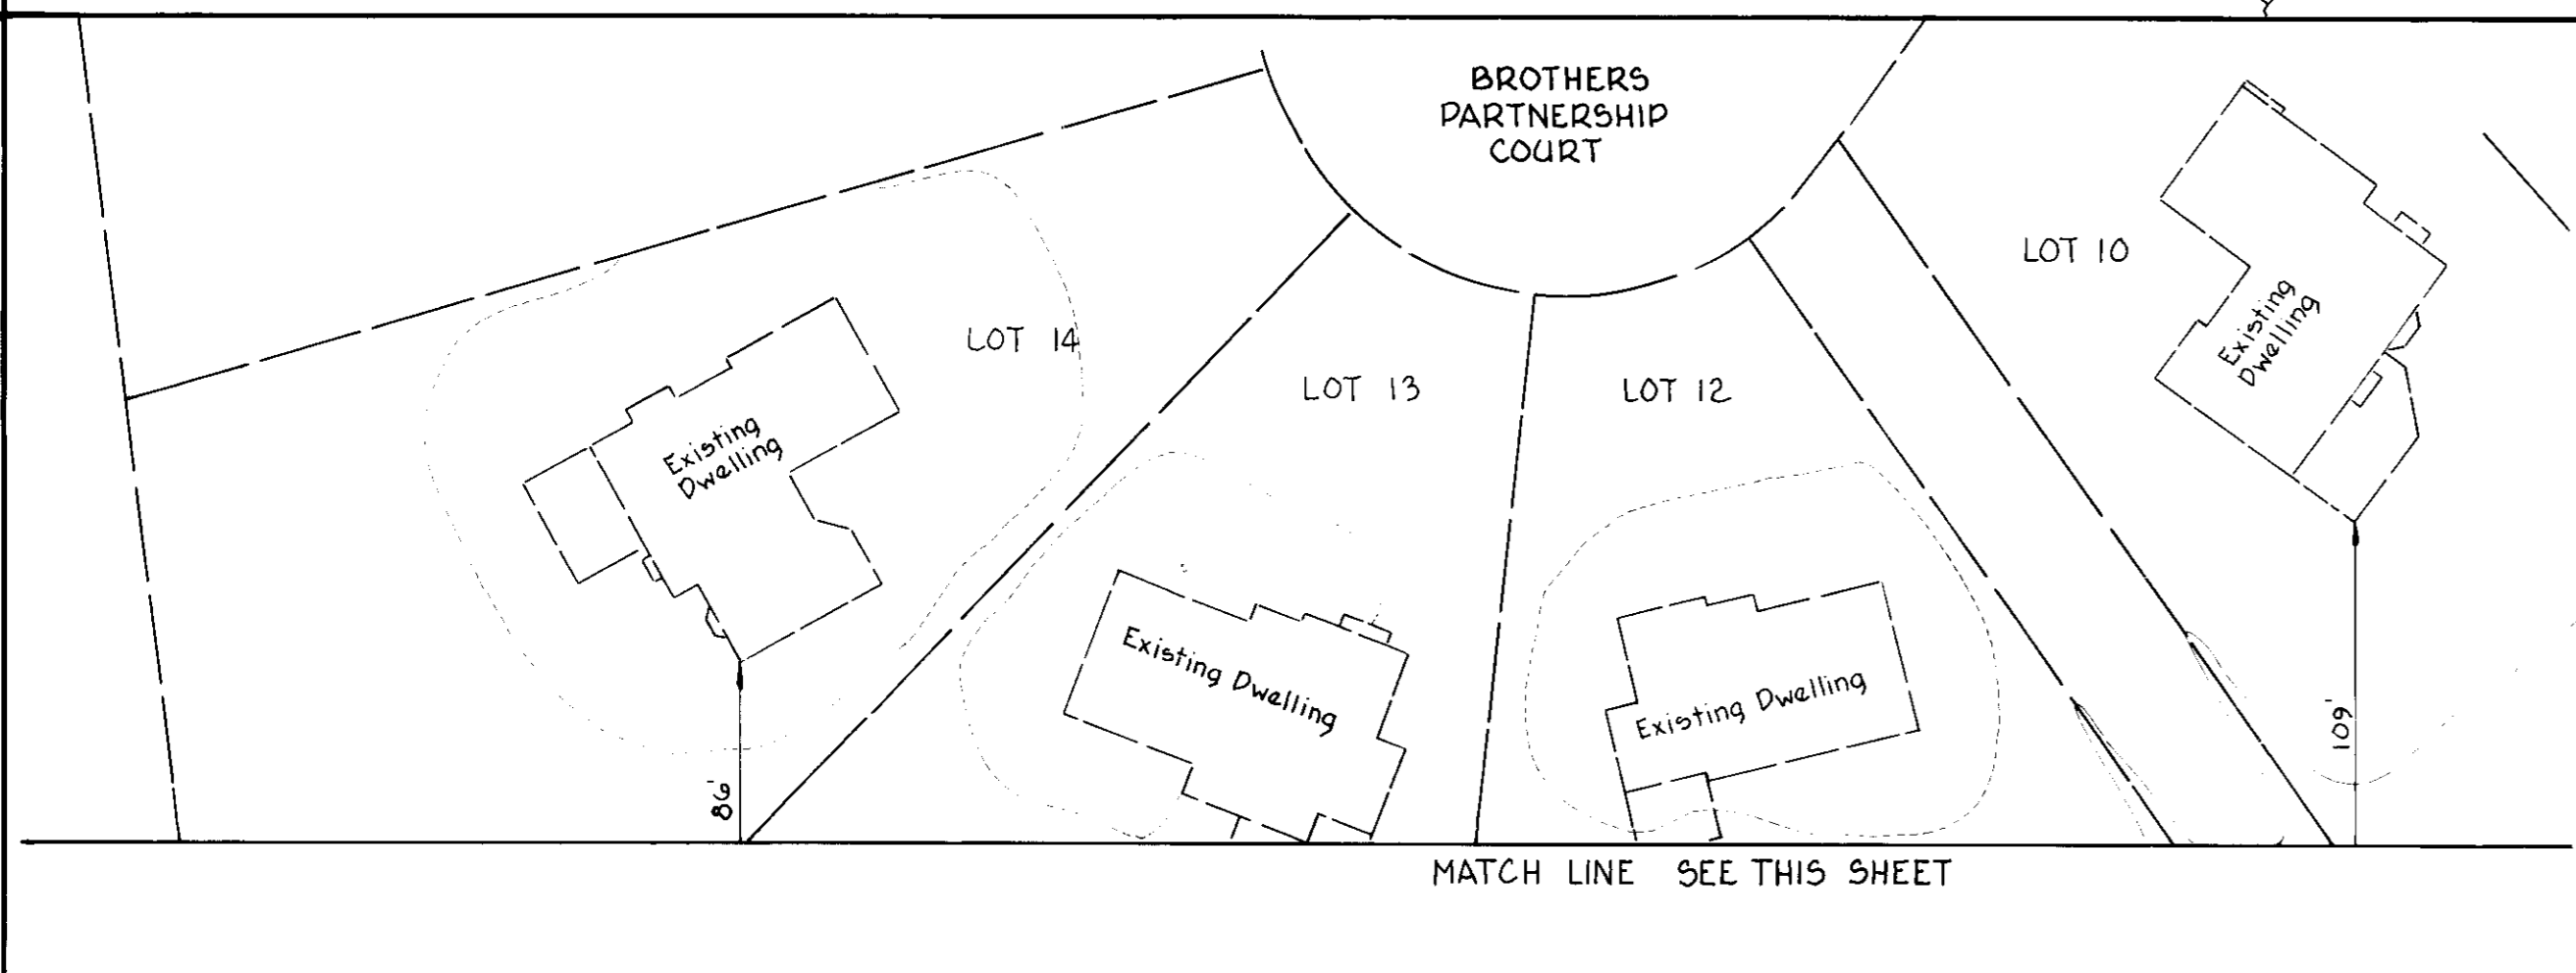 BROTHERS
PARTNERSHIP
COURT
LOT 10
Existing
Dwelling
LOT 14
LOT 13
LOT 12
Existing
Dwelling
Existing Dwelling
Existing Dwelling
86'
109'
MATCH LINE SEE THIS SHEET